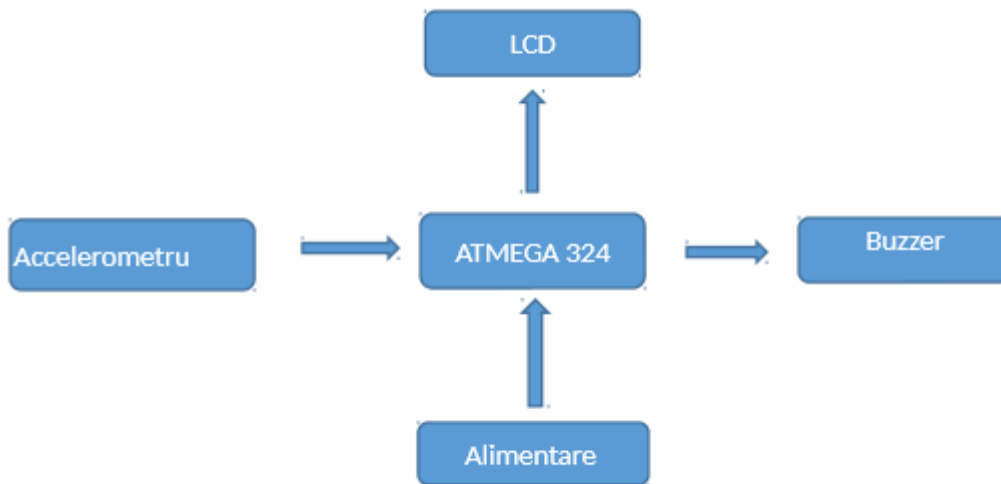 LCD
Accelerometru
ATMEGA 324
Buzzer
Alimentare